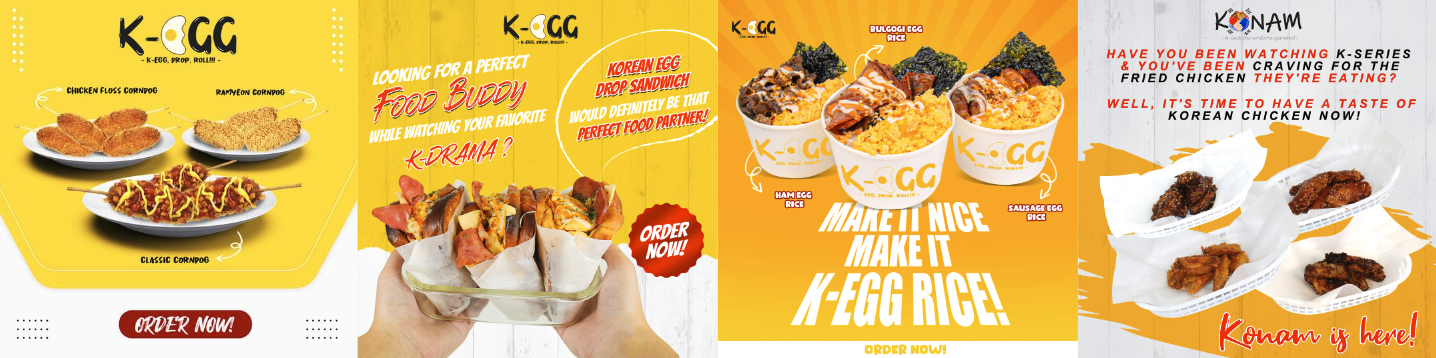 K-EGG
- K-EGG, DROP, ROLL!!! -
CHICKEN FLOSS CORNDOG
RAMYEON CORNDOG
CLASSIC CORNDOG
ORDER NOW!
K-EGG
- K-EGG, DROP, ROLL!!! -
LOOKING FOR A PERFECT
FOOD BUDDY
WHILE WATCHING YOUR FAVORITE
K-DRAMA?
KOREAN EGG
DROP SANDWICH
WOULD DEFINITELY BE THAT
PERFECT FOOD PARTNER!
ORDER
NOW!
K-EGG
BULGOGI EGG
RICE
K-EGG
K-EGG
K-EGG
HAM EGG
RICE
SAUSAGE EGG
RICE
MAKE IT NICE
MAKE IT
K-EGG RICE!
ORDER NOW!
KONAM
HAVE YOU BEEN WATCHING K-SERIES
& YOU'VE BEEN CRAVING FOR THE
FRIED CHICKEN THEY'RE EATING?
WELL, IT'S TIME TO HAVE A TASTE OF
KOREAN CHICKEN NOW!
Konam is here!